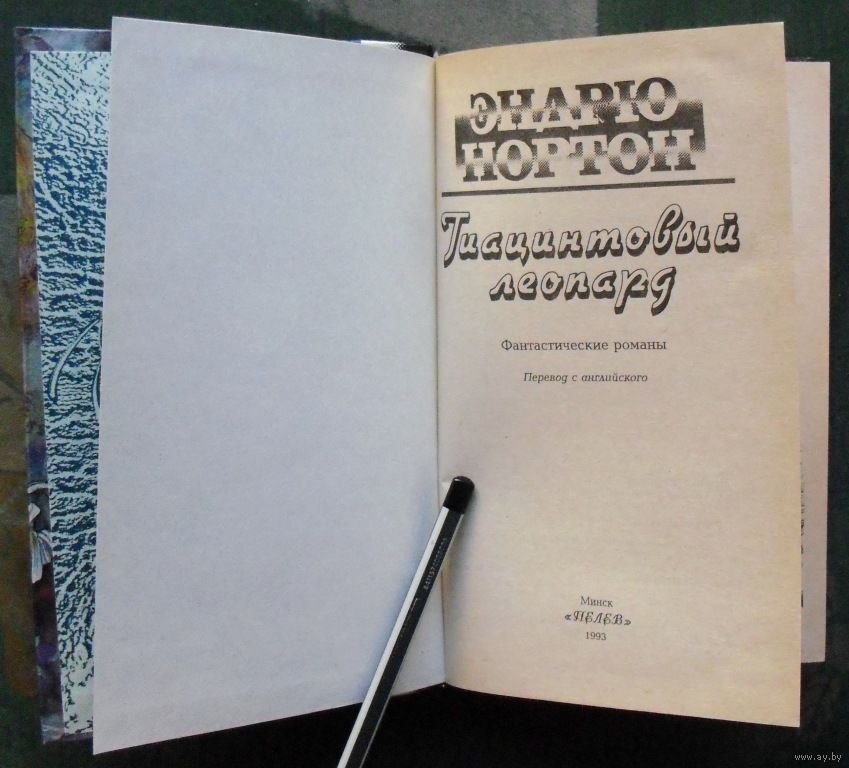 ЭНДРЮ
НОРТОН
Гиацинтовый
леопард
Фантастические романы
Перевод с английского
Минск
«ПЕЛЕВ»
1993
www.ay.by